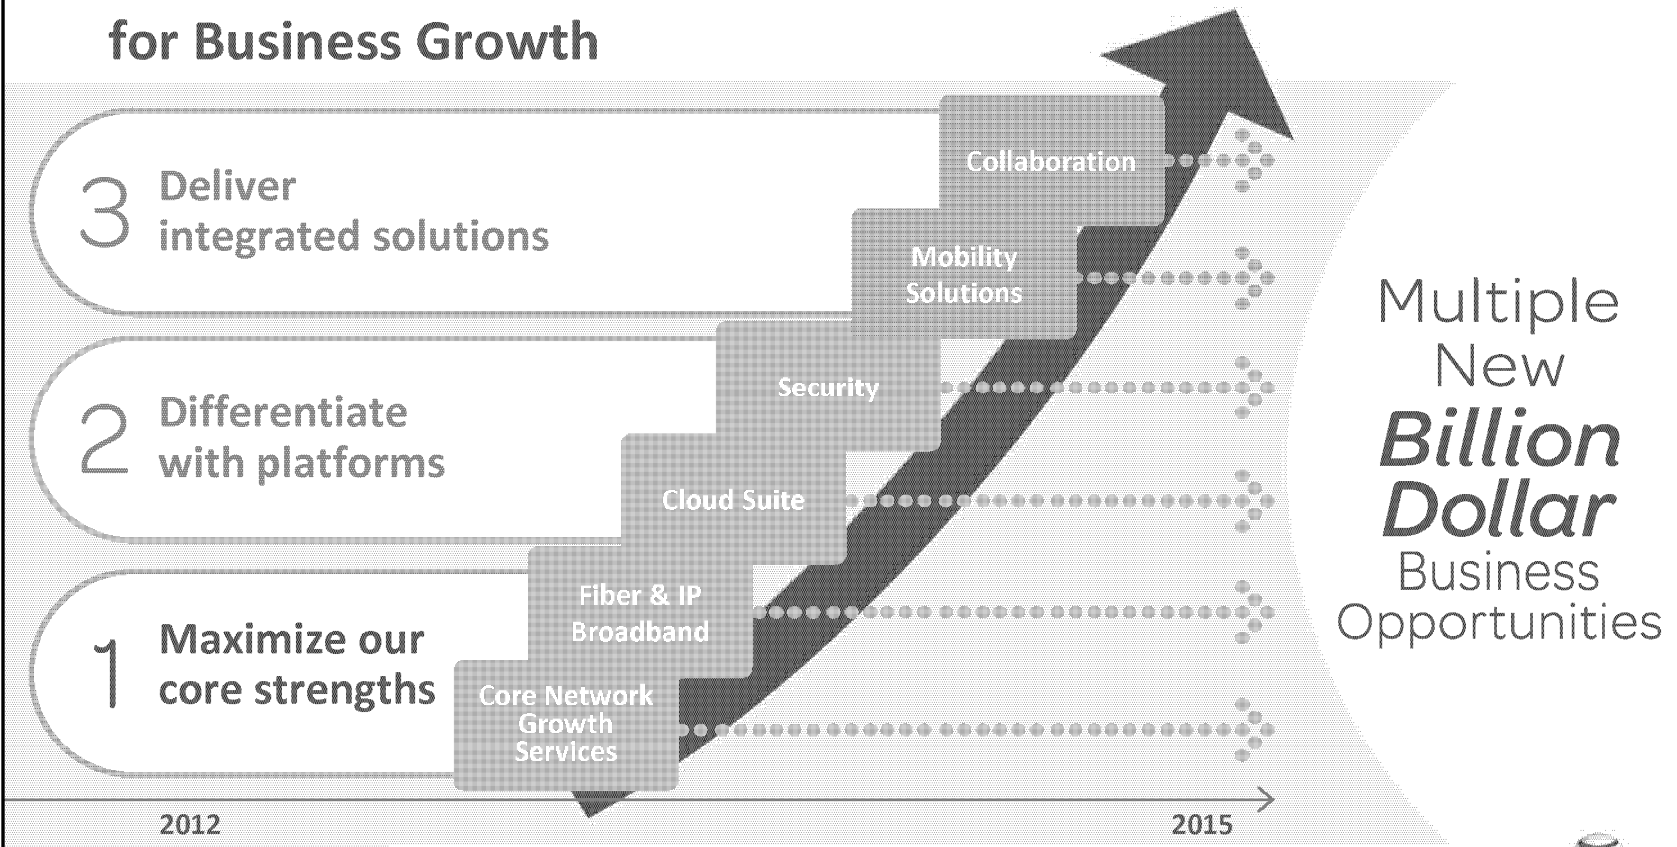 for Business Growth
3
Deliver
integrated solutions
2
Differentiate
with platforms
1
Maximize our
core strengths
Collaboration
Mobility
Solutions
Security
Cloud Suite
Fiber & IP
Broadband
Core Network
Growth
Services
Multiple
New
Billion
Dollar
Business
Opportunities
2012
2015